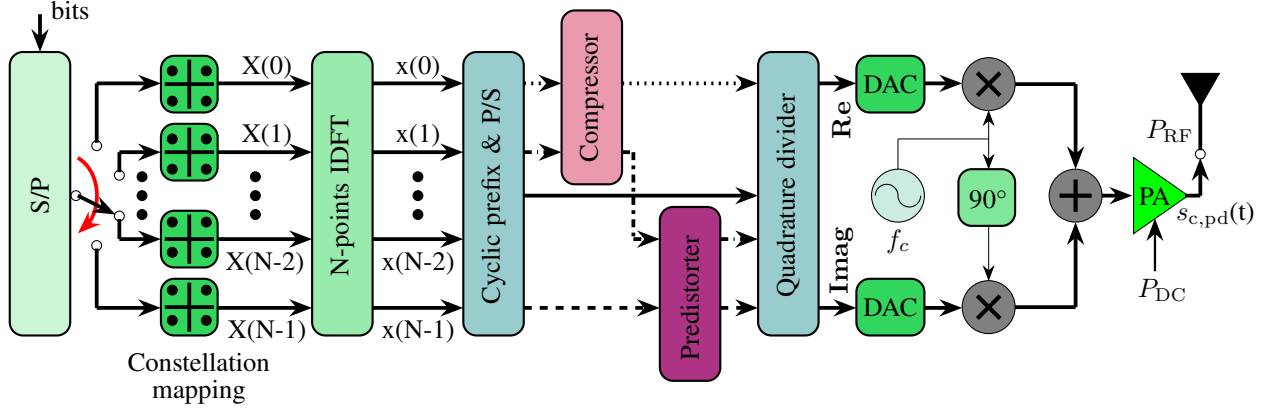 bits
S/P
X(0)
X(1)
X(N-2)
X(N-1)
Constellation
mapping
N-points IDFT
x(0)
x(1)
x(N-2)
x(N-1)
Cyclic prefix & P/S
Compressor
Predistorter
Quadrature divider
Re
Imag
DAC
DAC
f_c
90°
PA
P_RF
s_c,pd(t)
P_DC